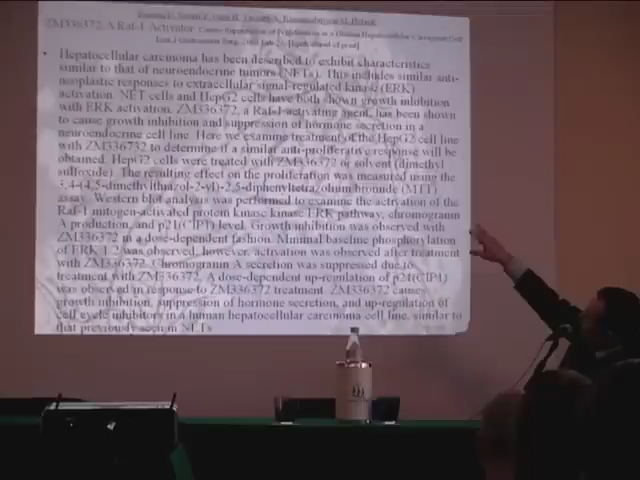 ZM336372, A Raf-1 Activator,
• Hepatocellular carcinoma has been described to exhibit characteristics
similar to that of neuroendocrine tumors (NETs). This includes similar anti-
neoplastic responses to extracellular signal-regulated kinase (ERK)
activation. NET cells and HepG2 cells have both shown growth inhibition
with ERK activation. ZM336372, a Raf-1 activating agent, has been shown
to cause growth inhibition and suppression of hormone secretion in a
neuroendocrine cell line. Here we examine treatment of the HepG2 cell line
with ZM336732 to determine if a similar anti-proliferative response will be
obtained. HepG2 cells were treated with ZM336372 or solvent (dimethyl
sulfoxide). The resulting effect on the proliferation was measured using the
3,4-(4,5-dimethylthiazol-2-yl)-2,5-diphenyltetrazolium bromide (MTT)
assay. Western blot analysis was performed to examine the activation of the
Raf-1 mitogen-activated protein kinase kinase ERK pathway, chromogranin
A production, and p21(CIP1) level. Growth inhibition was observed with
ZM336372 in a dose-dependent fashion. Minimal baseline phosphorylation
of ERK 1/2 was observed, however, activation was observed after treatment
with ZM336372. Chromogranin A secretion was suppressed due to
treatment with ZM336372. A dose-dependent up-regulation of p21(CIP1)
was observed in response to ZM336372 treatment. ZM336372 causes
growth inhibition, suppression of hormone secretion, and up-regulation of
cell cycle inhibitors in a human hepatocellular carcinoma cell line, similar to
that previously seen in NETs